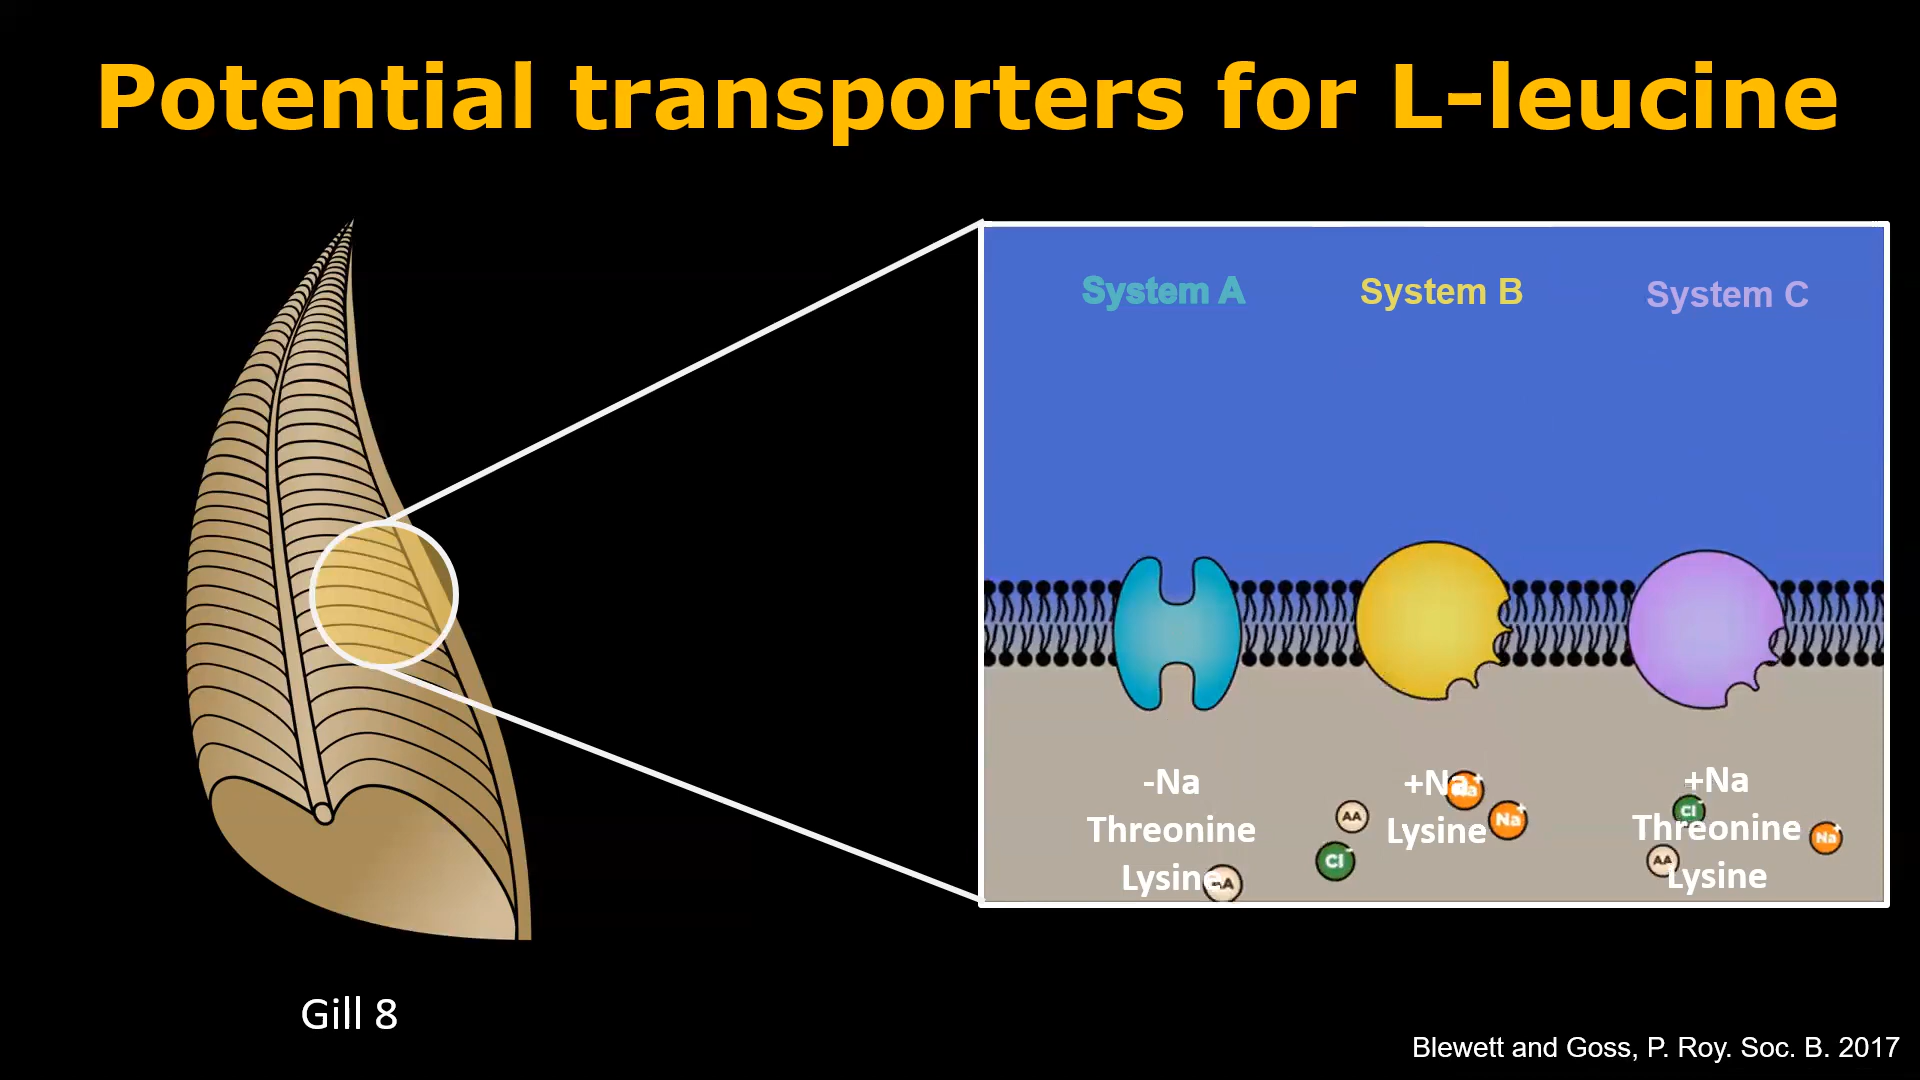 Potential transporters for L-leucine
System A
System B
System C
-Na
Threonine
Lysine
+Na
Lysine
+Na
Threonine
Lysine
Na+
Na+
AA
Cl-
Cl-
AA
Na+
Gill 8
Blewett and Goss, P. Roy. Soc. B. 2017